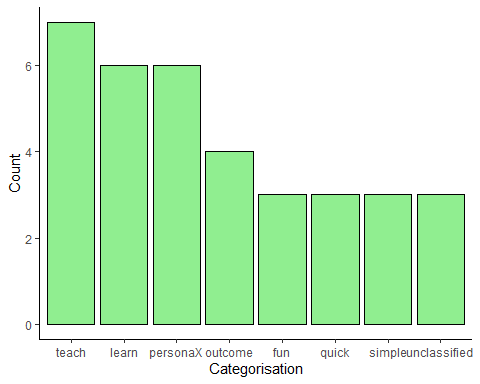 Count
6
4
2
0
teach learn personaX outcome fun quick simple unclassified
Categorisation